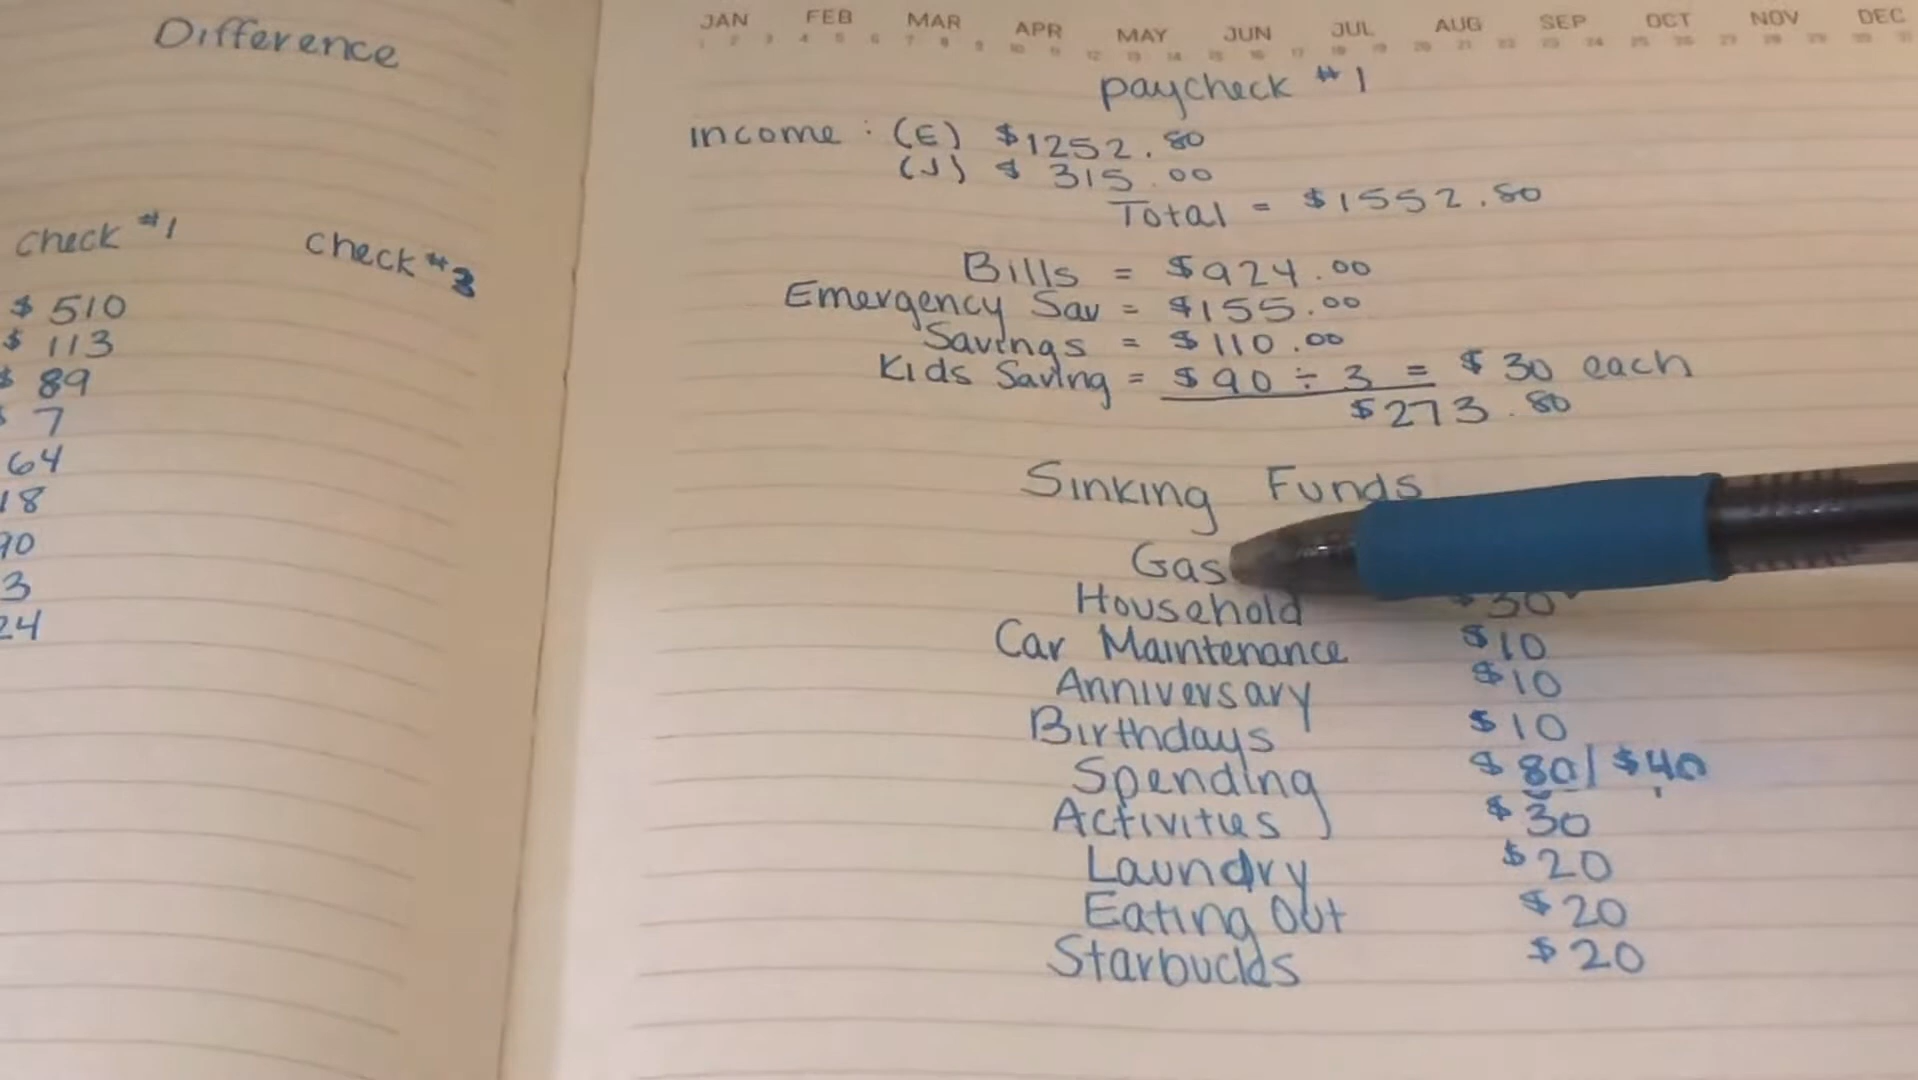 Difference
Check #1 Check #3
$ 510
$ 113
$ 89
$ 7
64
18
90
3
24
JAN FEB MAR APR MAY JUN JUL AUG SEP OCT NOV DEC
paycheck #1
Income : (E) $1252.80
(J) $ 315.00
Total = $1552.80
Bills = $924.00
Emergency Sav = $155.00
Savings = $110.00
Kids Saving = $90 ÷ 3 = $30 each
$273.80
Sinking Funds
Gas
Household $30
Car Maintenance $10
Anniversary $10
Birthdays $10
Spending $80/$40
Activities $30
Laundry $20
Eating Out $20
Starbucks $20